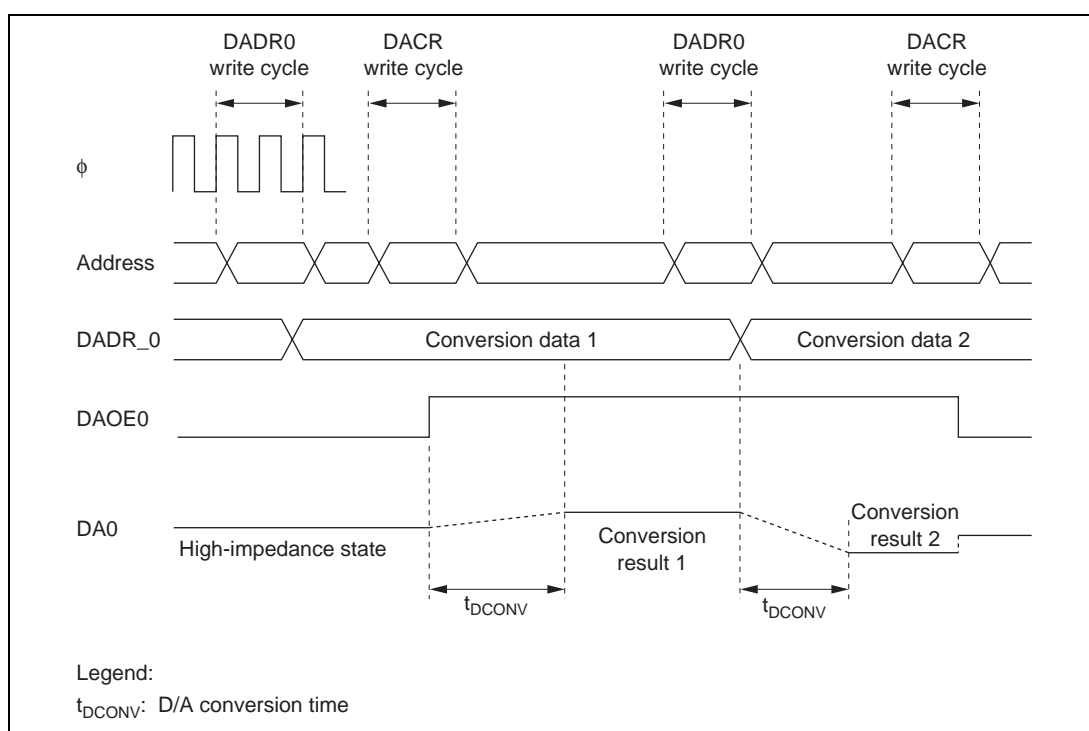 DADR0
write cycle
DACR
write cycle
DADR0
write cycle
DACR
write cycle
ϕ
Address
DADR_0
Conversion data 1
Conversion data 2
DAOE0
DA0
High-impedance state
Conversion
result 1
Conversion
result 2
tDCONV
tDCONV
Legend:
tDCONV: D/A conversion time